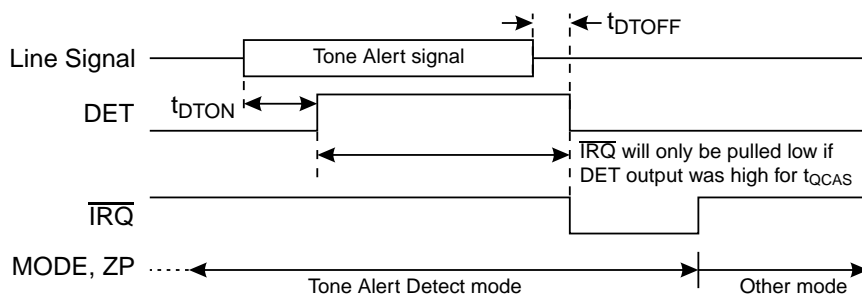 tDTOFF
Line Signal
Tone Alert signal
DET
tDTON
IRQ will only be pulled low if
DET output was high for tQCAS
IRQ
MODE, ZP
Tone Alert Detect mode
Other mode